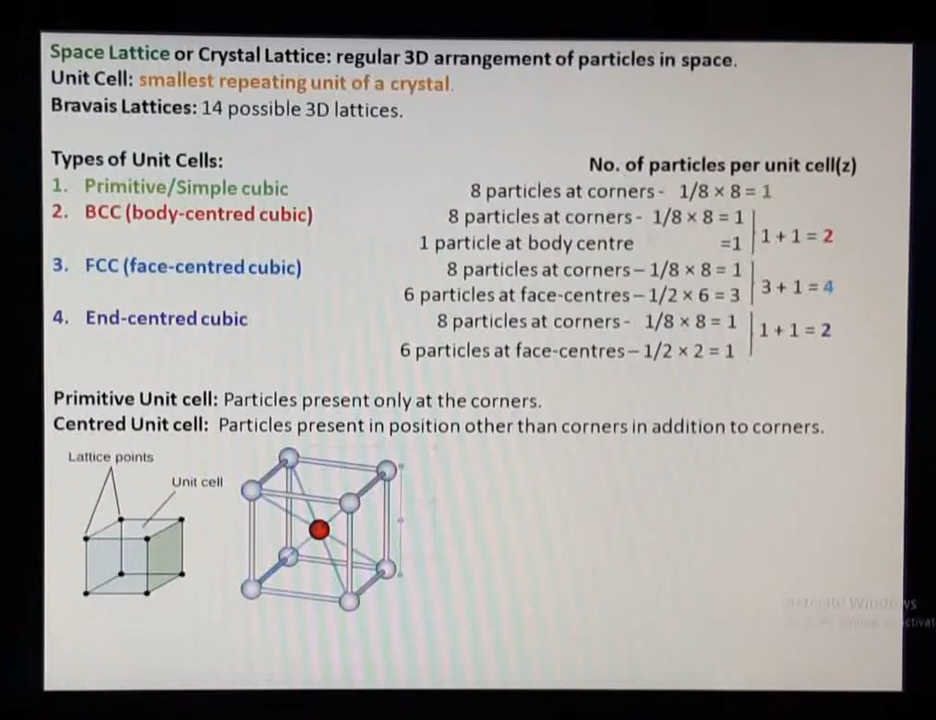 Space Lattice or Crystal Lattice: regular 3D arrangement of particles in space.
Unit Cell: smallest repeating unit of a crystal.
Bravais Lattices: 14 possible 3D lattices.
Types of Unit Cells: No. of particles per unit cell(z)
1. Primitive/Simple cubic 8 particles at corners - 1/8 × 8 = 1
2. BCC (body-centred cubic) 8 particles at corners - 1/8 × 8 = 1
1 particle at body centre =1
1 + 1 = 2
3. FCC (face-centred cubic) 8 particles at corners – 1/8 × 8 = 1
6 particles at face-centres – 1/2 × 6 = 3
3 + 1 = 4
4. End-centred cubic 8 particles at corners - 1/8 × 8 = 1
6 particles at face-centres – 1/2 × 2 = 1
1 + 1 = 2
Primitive Unit cell: Particles present only at the corners.
Centred Unit cell: Particles present in position other than corners in addition to corners.
Lattice points
Unit cell
Activate Windows